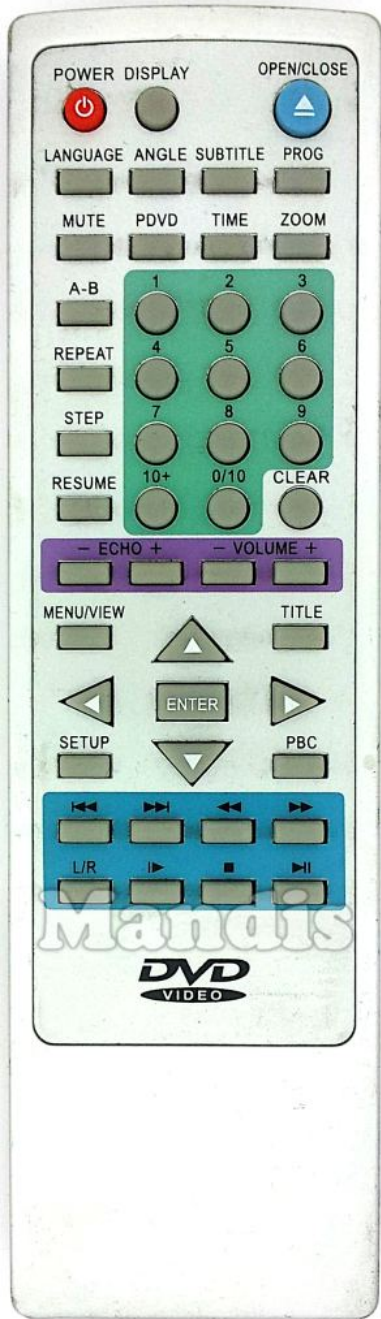 POWER DISPLAY OPEN/CLOSE
LANGUAGE ANGLE SUBTITLE PROG
MUTE PDVD TIME ZOOM
A-B 1 2 3
REPEAT 4 5 6
STEP 7 8 9
RESUME 10+ 0/10 CLEAR
- ECHO + - VOLUME +
MENU/VIEW TITLE
ENTER
SETUP PBC
L/R
Mandis
DVD
VIDEO